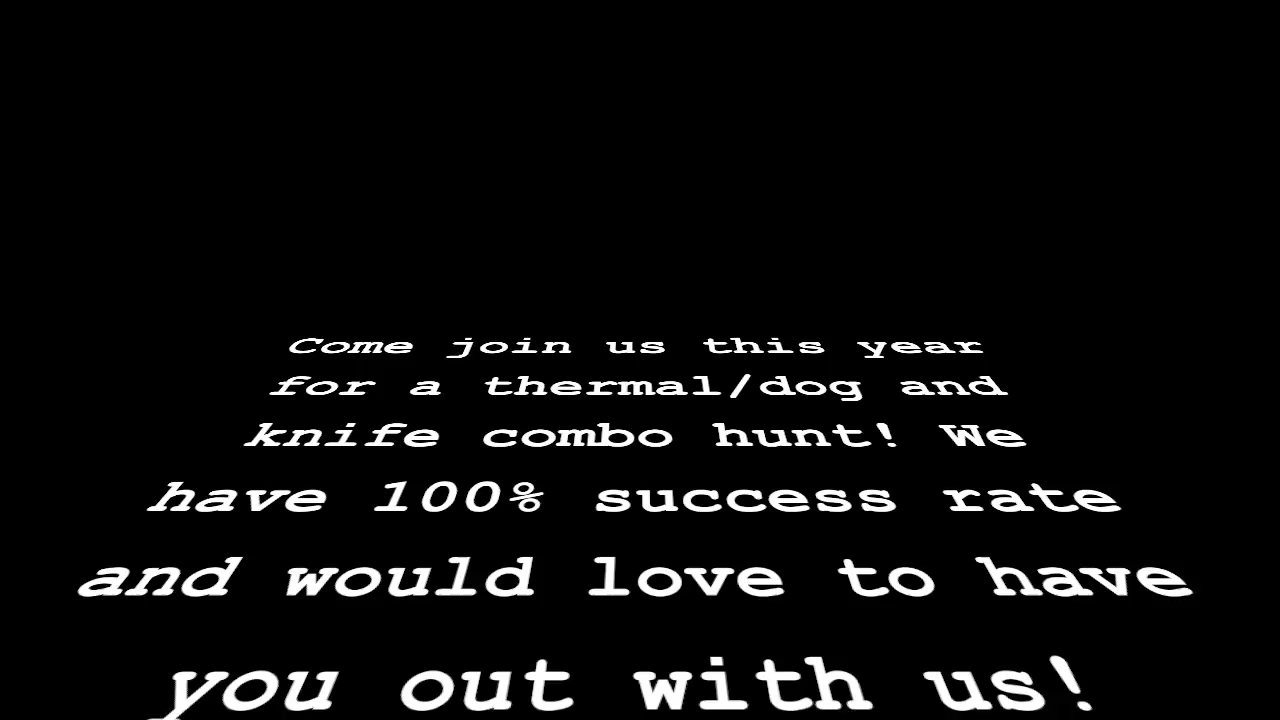 Come join us this year
for a thermal/dog and
knife combo hunt! We
have 100% success rate
and would love to have
you out with us!